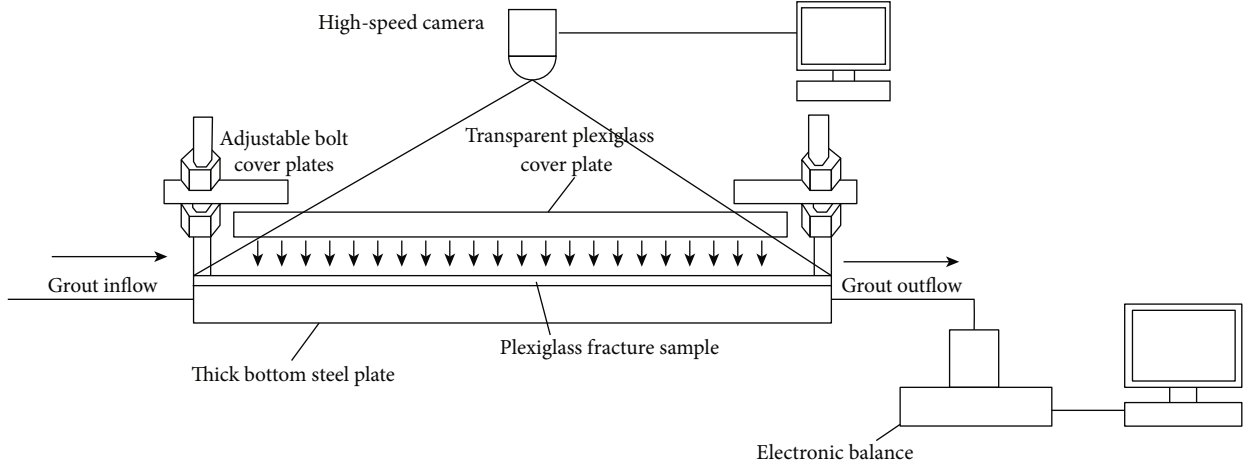 High-speed camera
Adjustable bolt
cover plates
Transparent plexiglass
cover plate
Grout inflow
Grout outflow
Plexiglass fracture sample
Thick bottom steel plate
Electronic balance